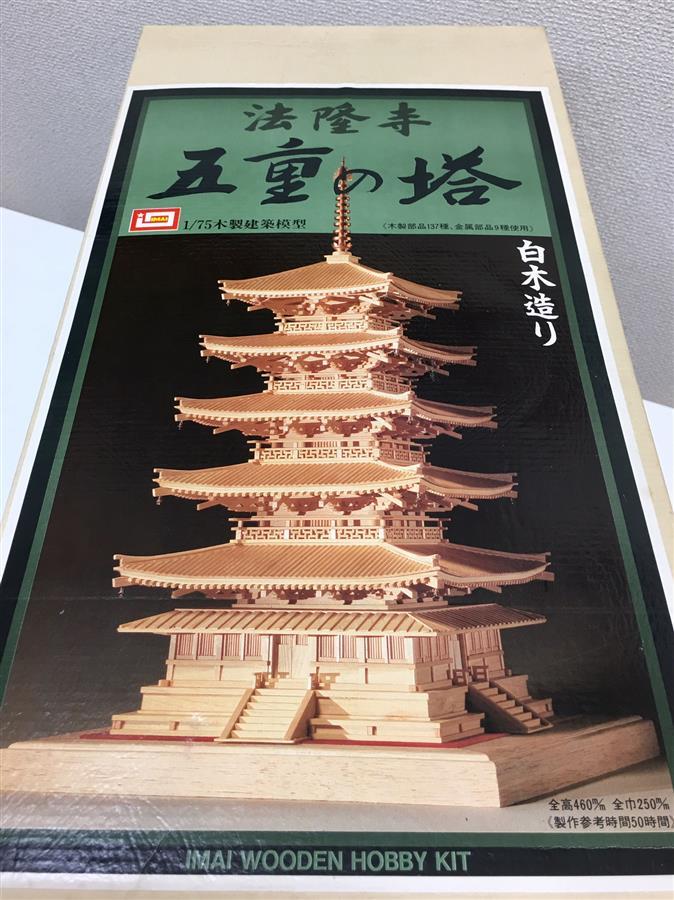 法隆寺
五重の塔
IMAI
1/75木製建築模型
《木製部品137種、金属部品9種使用》
白木造り
全高460㎜ 全巾250㎜
《製作参考時間50時間》
IMAI WOODEN HOBBY KIT